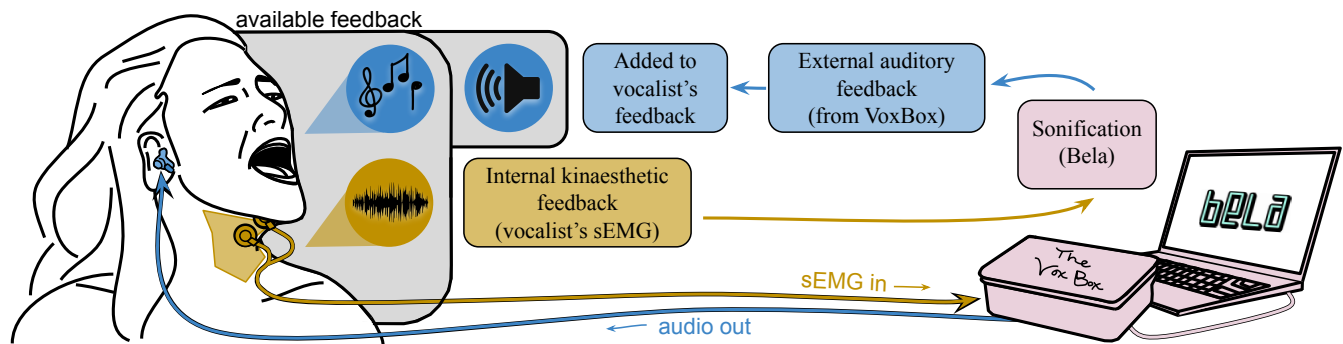 available feedback
Added to
vocalist's
feedback
External auditory
feedback
(from VoxBox)
Sonification
(Bela)
Internal kinaesthetic
feedback
(vocalist's sEMG)
bela
The
Vox Box
sEMG in →
audio out